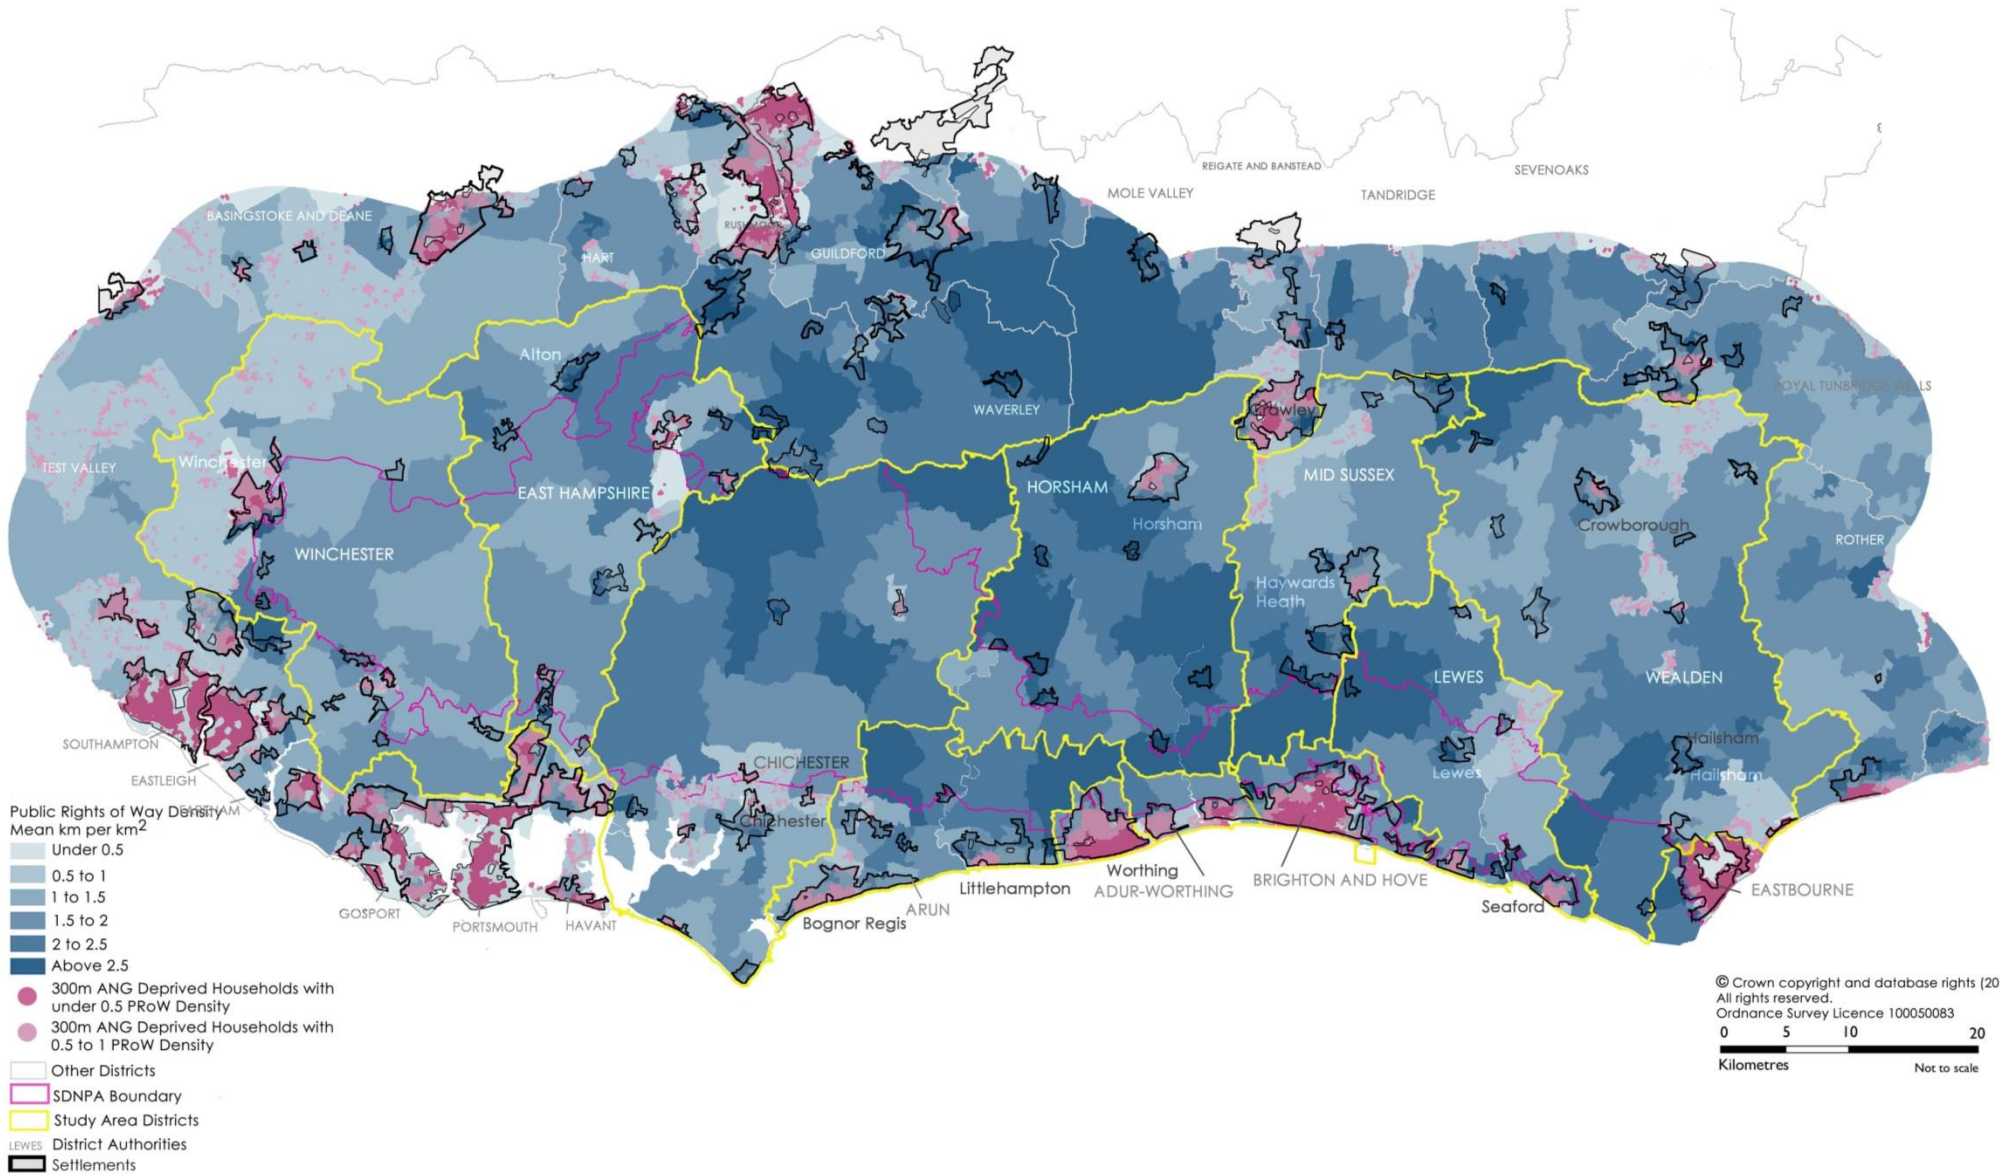 REIGATE AND BANSTEAD
SEVENOAKS
MOLE VALLEY
TANDRIDGE
BASINGSTOKE AND DEANE
HART
GUILDFORD
Alton
WAVERLEY
ROYAL TUNBRIDGE WELLS
Crawley
TEST VALLEY
Winchester
EAST HAMPSHIRE
HORSHAM
MID SUSSEX
Horsham
Crowborough
WINCHESTER
ROTHER
Haywards
Heath
LEWES
WEALDEN
SOUTHAMPTON
EASTLEIGH
CHICHESTER
Hailsham
Lewes
Hailsham
Chichester
Worthing
Littlehampton
ADUR-WORTHING
BRIGHTON AND HOVE
EASTBOURNE
GOSPORT
PORTSMOUTH
HAVANT
Bognor Regis
ARUN
Seaford
Public Rights of Way Density
Mean km per km2
Under 0.5
0.5 to 1
1 to 1.5
1.5 to 2
2 to 2.5
Above 2.5
300m ANG Deprived Households with
under 0.5 PRoW Density
300m ANG Deprived Households with
0.5 to 1 PRoW Density
Other Districts
SDNPA Boundary
Study Area Districts
LEWES District Authorities
Settlements
© Crown copyright and database rights (20
All rights reserved.
Ordnance Survey Licence 100050083
0 5 10 20
Kilometres Not to scale